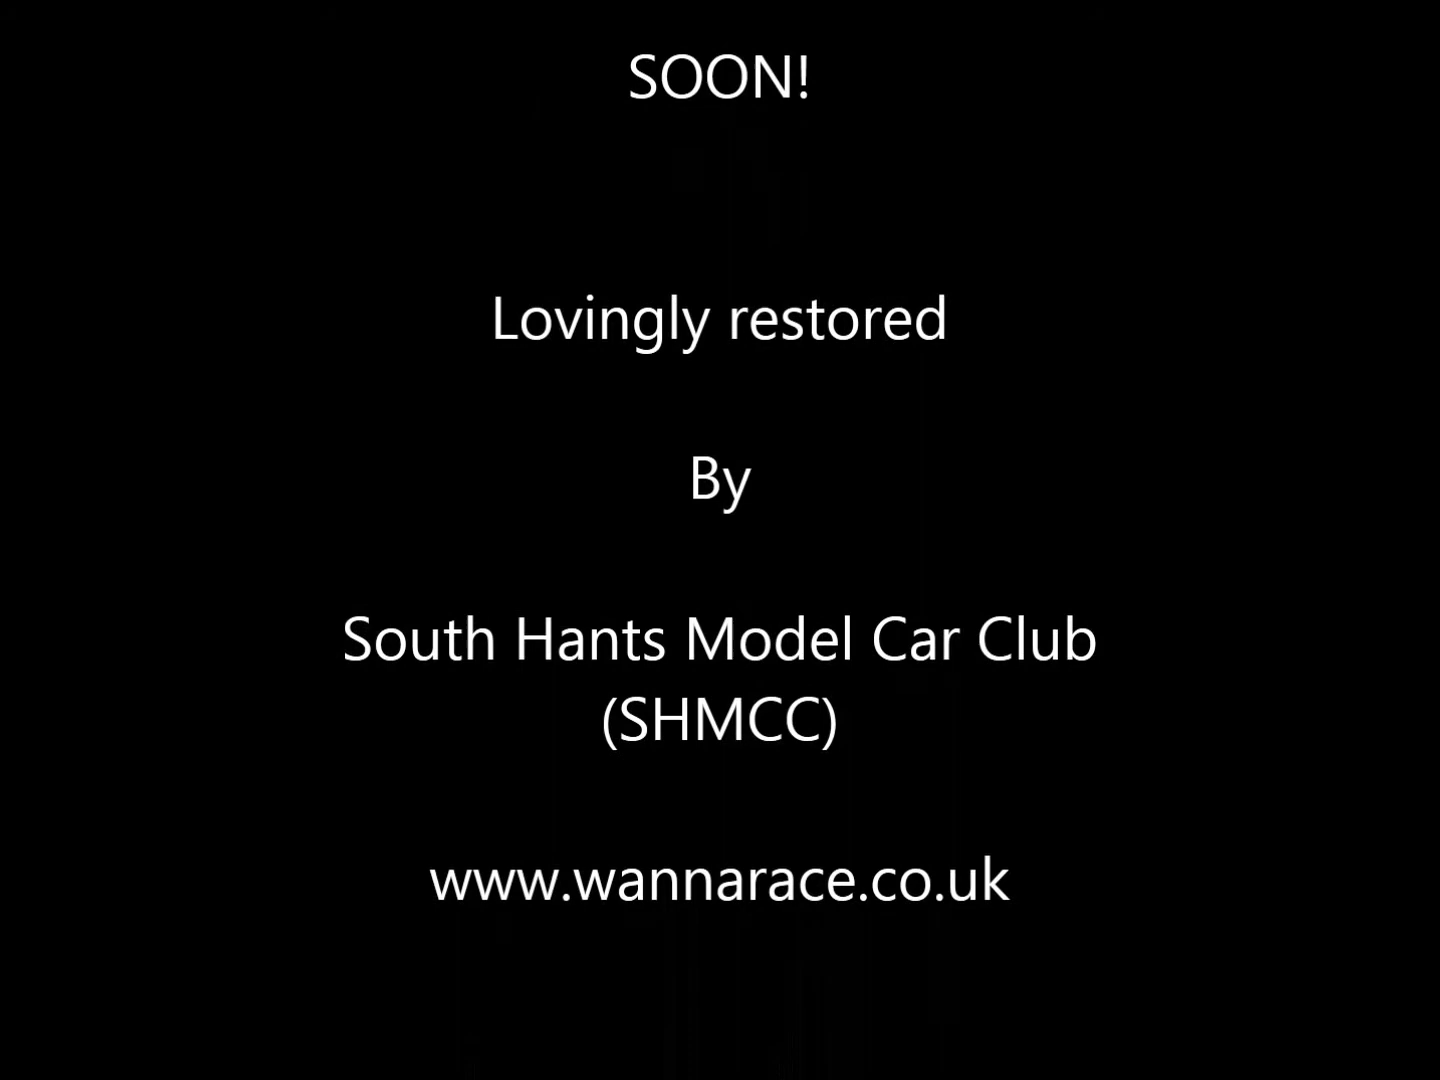 SOON!
Lovingly restored
By
South Hants Model Car Club
(SHMCC)
www.wannarace.co.uk